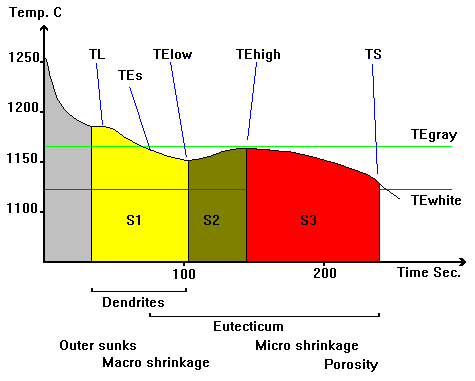 Temp. C
1250
TL
TElow
TEhigh
TS
TEs
1200
TEgray
1150
TEwhite
1100
S1
S2
S3
100
200
Time Sec.
Dendrites
Eutecticum
Outer sunks
Micro shrinkage
Macro shrinkage
Porosity